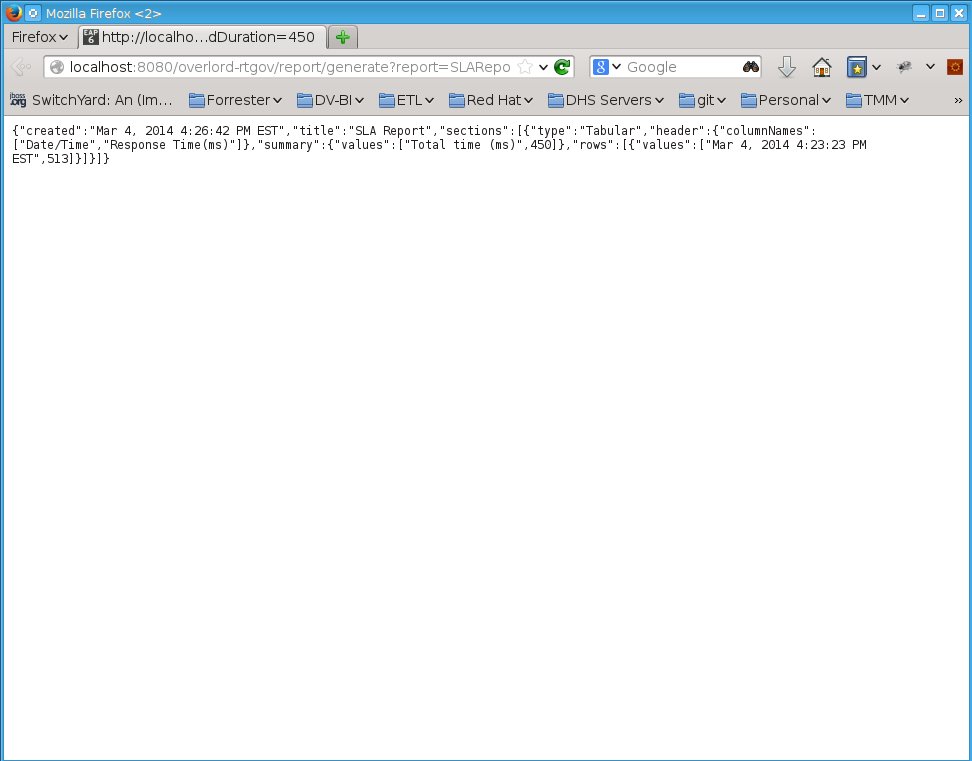 Mozilla Firefox <2>
Firefox
EAP 6
http://localho...dDuration=450
localhost:8080/overlord-rtgov/report/generate?report=SLARepo
8
Google
jboss.org
SwitchYard: An (Im...
Forrester
DV-BI
ETL
Red Hat
DHS Servers
git
Personal
TMM
»
{"created":"Mar 4, 2014 4:26:42 PM EST","title":"SLA Report","sections":[{"type":"Tabular","header":{"columnNames":
["Date/Time","Response Time(ms)"]},"summary":{"values":["Total time (ms)",450]},"rows":[{"values":["Mar 4, 2014 4:23:23 PM
EST",513]}]}]}